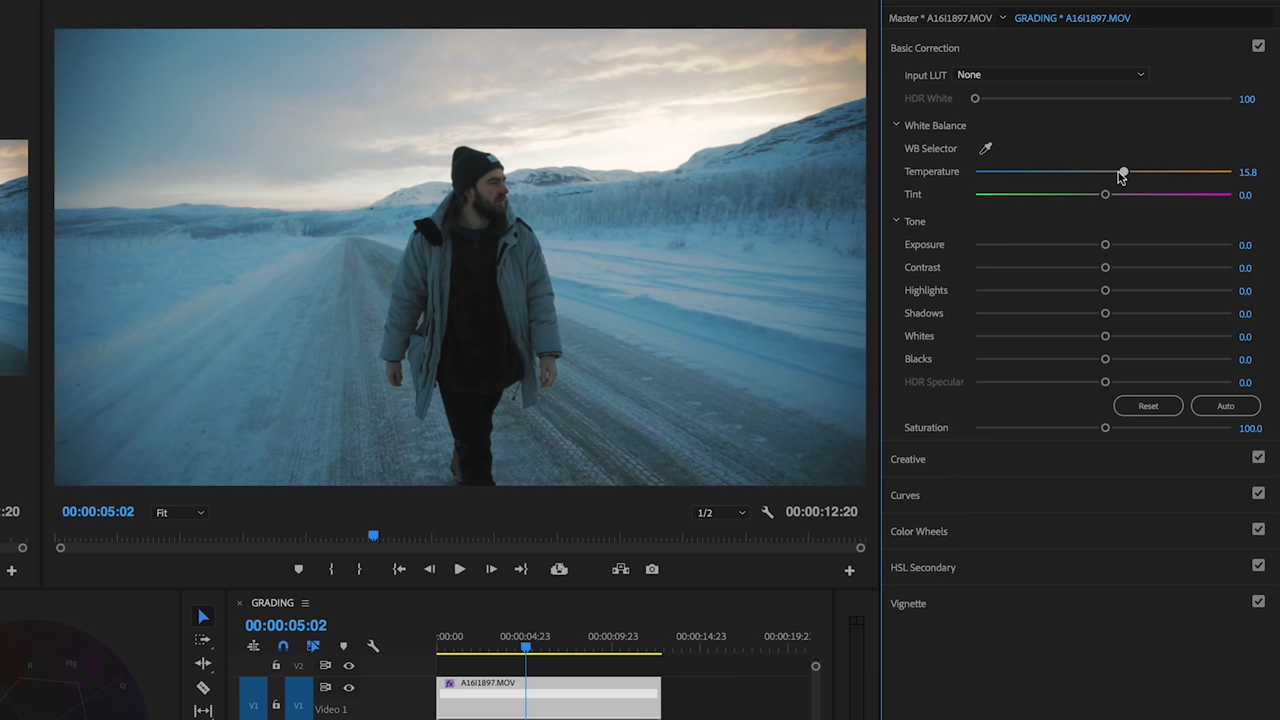 Master * A16I1897.MOV
GRADING * A16I1897.MOV
Basic Correction
Input LUT None
HDR White 100
White Balance
WB Selector
Temperature 15.8
Tint 0.0
Tone
Exposure 0.0
Contrast 0.0
Highlights 0.0
Shadows 0.0
Whites 0.0
Blacks 0.0
HDR Specular 0.0
Reset Auto
Saturation 100.0
Creative
Curves
Color Wheels
HSL Secondary
Vignette
:20
00:00:05:02
Fit
1/2
00:00:12:20
× GRADING
00:00:05:02
:00:00 00:00:04:23 00:00:09:23 00:00:14:23 00:00:19:2
V2
fx A16I1897.MOV
V1 V1 Video 1
R Mg